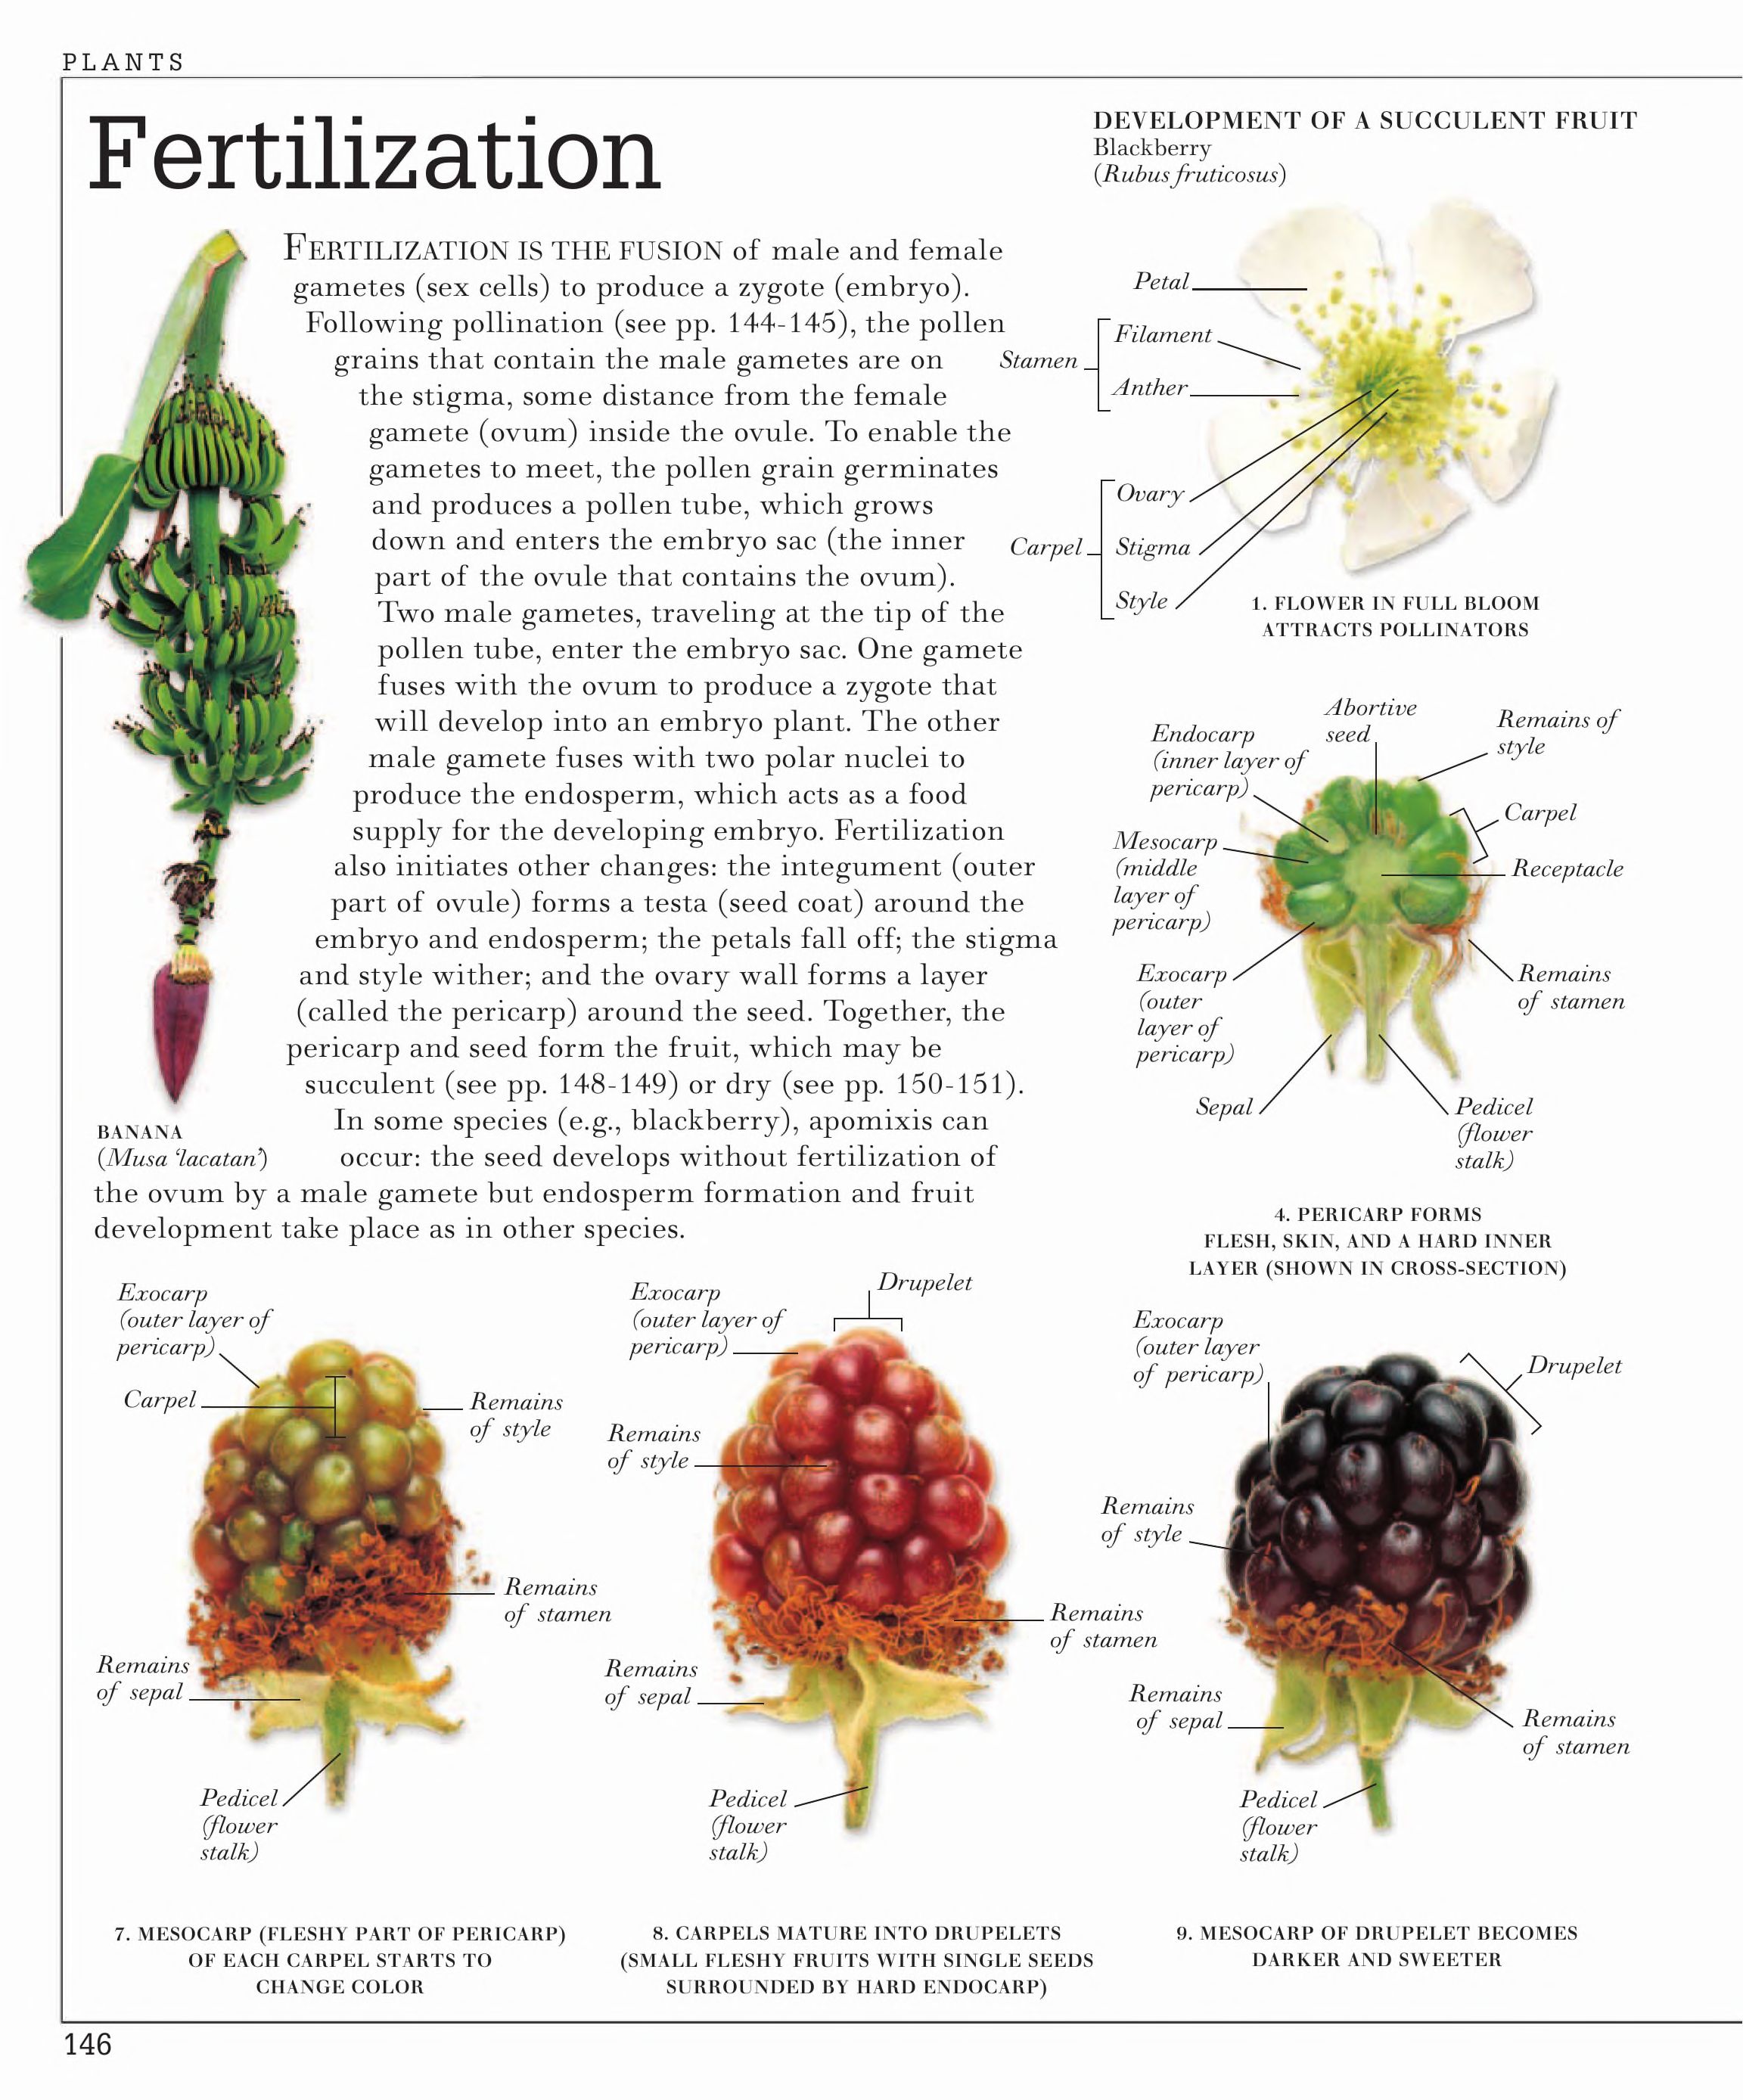 PLANTS
Fertilization
FERTILIZATION IS THE FUSION of male and female
gametes (sex cells) to produce a zygote (embryo).
Following pollination (see pp. 144-145), the pollen
grains that contain the male gametes are on
the stigma, some distance from the female
gamete (ovum) inside the ovule. To enable the
gametes to meet, the pollen grain germinates
and produces a pollen tube, which grows
down and enters the embryo sac (the inner
part of the ovule that contains the ovum).
Two male gametes, traveling at the tip of the
pollen tube, enter the embryo sac. One gamete
fuses with the ovum to produce a zygote that
will develop into an embryo plant. The other
male gamete fuses with two polar nuclei to
produce the endosperm, which acts as a food
supply for the developing embryo. Fertilization
also initiates other changes: the integument (outer
part of ovule) forms a testa (seed coat) around the
embryo and endosperm; the petals fall off; the stigma
and style wither; and the ovary wall forms a layer
(called the pericarp) around the seed. Together, the
pericarp and seed form the fruit, which may be
succulent (see pp. 148-149) or dry (see pp. 150-151).
In some species (e.g., blackberry), apomixis can
occur: the seed develops without fertilization of
the ovum by a male gamete but endosperm formation and fruit
development take place as in other species.
BANANA
(Musa ‘lacatan’)
DEVELOPMENT OF A SUCCULENT FRUIT
Blackberry
(Rubus fruticosus)
Petal
Filament
Stamen
Anther
Ovary
Carpel
Stigma
Style
1. FLOWER IN FULL BLOOM
ATTRACTS POLLINATORS
Endocarp
(inner layer of
pericarp)
Abortive
seed
Remains of
style
Carpel
Mesocarp
(middle
layer of
pericarp)
Receptacle
Exocarp
(outer
layer of
pericarp)
Remains
of stamen
Sepal
Pedicel
(flower
stalk)
4. PERICARP FORMS
FLESH, SKIN, AND A HARD INNER
LAYER (SHOWN IN CROSS-SECTION)
Exocarp
(outer layer of
pericarp)
Carpel
Remains
of style
Remains
of stamen
Remains
of sepal
Pedicel
(flower
stalk)
7. MESOCARP (FLESHY PART OF PERICARP)
OF EACH CARPEL STARTS TO
CHANGE COLOR
Exocarp
(outer layer of
pericarp)
Drupelet
Remains
of style
Remains
of stamen
Remains
of sepal
Pedicel
(flower
stalk)
8. CARPELS MATURE INTO DRUPELETS
(SMALL FLESHY FRUITS WITH SINGLE SEEDS
SURROUNDED BY HARD ENDOCARP)
Exocarp
(outer layer
of pericarp)
Drupelet
Remains
of style
Remains
of sepal
Remains
of stamen
Pedicel
(flower
stalk)
9. MESOCARP OF DRUPELET BECOMES
DARKER AND SWEETER
146